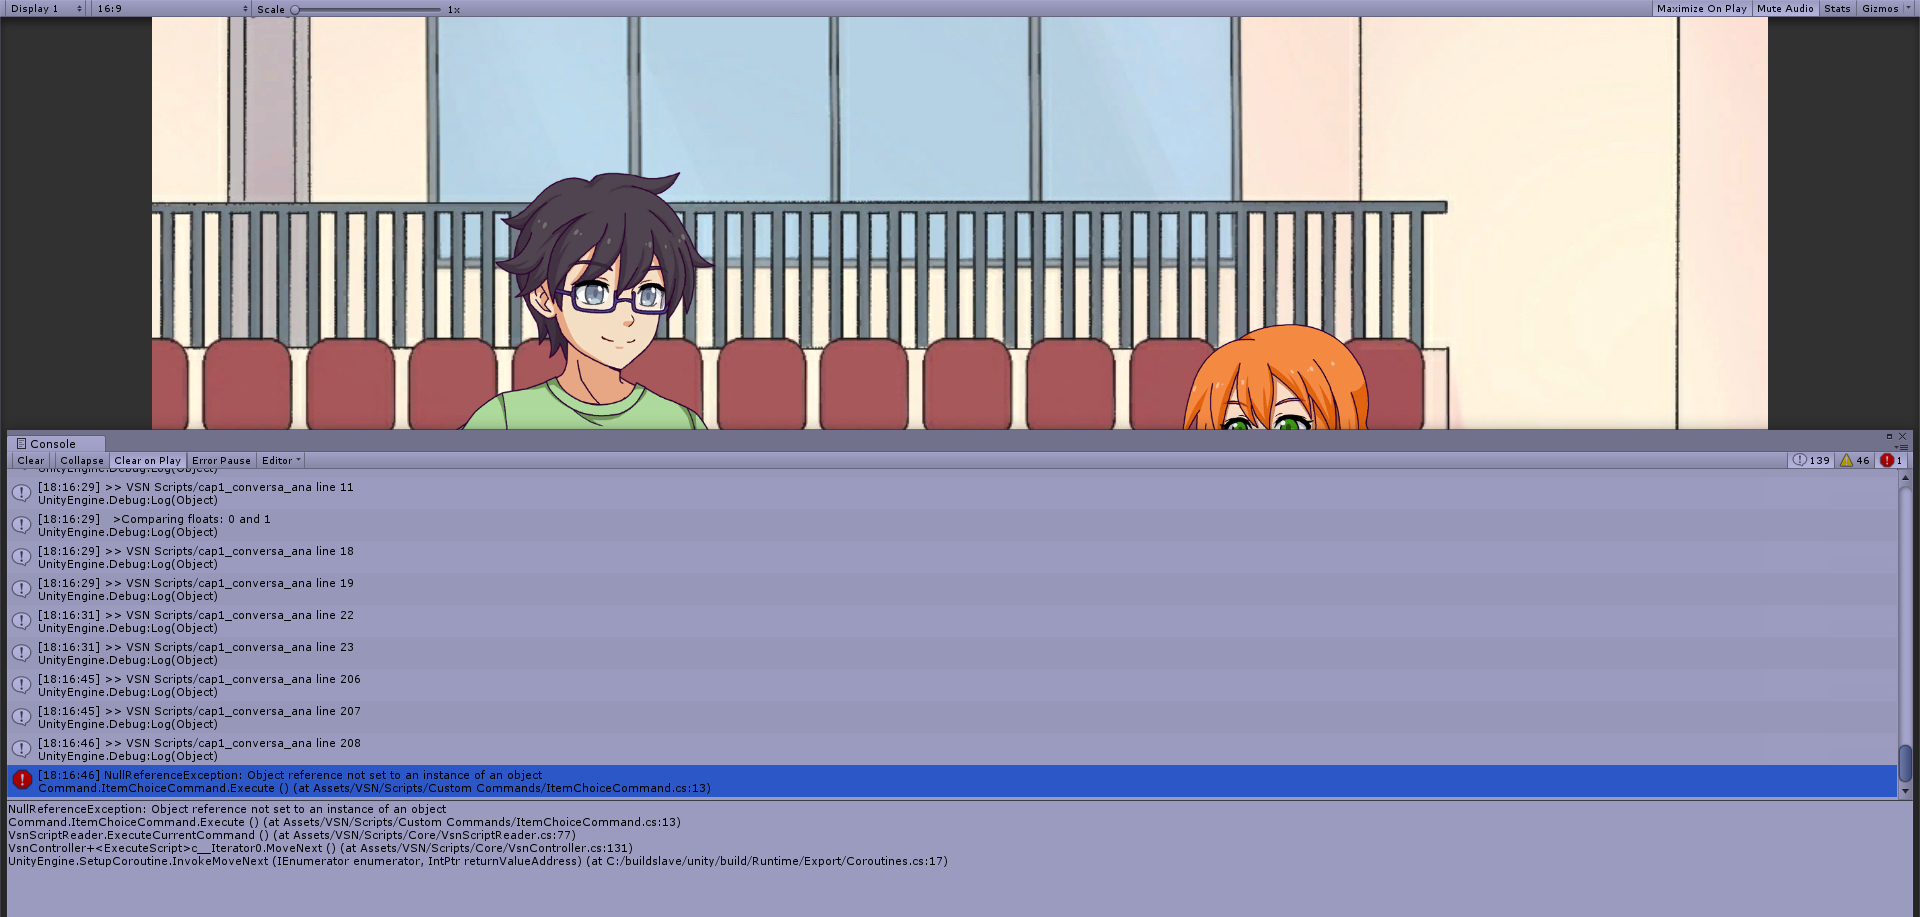 Display 1 16:9 Scale 1x Maximize On Play Mute Audio Stats Gizmos
Console
Clear Collapse Clear on Play Error Pause Editor 139 46 1
UnityEngine.Debug:Log(Object)
[18:16:29] >> VSN Scripts/cap1_conversa_ana line 11
UnityEngine.Debug:Log(Object)
[18:16:29] >Comparing floats: 0 and 1
UnityEngine.Debug:Log(Object)
[18:16:29] >> VSN Scripts/cap1_conversa_ana line 18
UnityEngine.Debug:Log(Object)
[18:16:29] >> VSN Scripts/cap1_conversa_ana line 19
UnityEngine.Debug:Log(Object)
[18:16:31] >> VSN Scripts/cap1_conversa_ana line 22
UnityEngine.Debug:Log(Object)
[18:16:31] >> VSN Scripts/cap1_conversa_ana line 23
UnityEngine.Debug:Log(Object)
[18:16:45] >> VSN Scripts/cap1_conversa_ana line 206
UnityEngine.Debug:Log(Object)
[18:16:45] >> VSN Scripts/cap1_conversa_ana line 207
UnityEngine.Debug:Log(Object)
[18:16:46] >> VSN Scripts/cap1_conversa_ana line 208
UnityEngine.Debug:Log(Object)
[18:16:46] NullReferenceException: Object reference not set to an instance of an object
Command.ItemChoiceCommand.Execute () (at Assets/VSN/Scripts/Custom Commands/ItemChoiceCommand.cs:13)
NullReferenceException: Object reference not set to an instance of an object
Command.ItemChoiceCommand.Execute () (at Assets/VSN/Scripts/Custom Commands/ItemChoiceCommand.cs:13)
VsnScriptReader.ExecuteCurrentCommand () (at Assets/VSN/Scripts/Core/VsnScriptReader.cs:77)
VsnController+<ExecuteScript>c__Iterator0.MoveNext () (at Assets/VSN/Scripts/Core/VsnController.cs:131)
UnityEngine.SetupCoroutine.InvokeMoveNext (IEnumerator enumerator, IntPtr returnValueAddress) (at C:/buildslave/unity/build/Runtime/Export/Coroutines.cs:17)